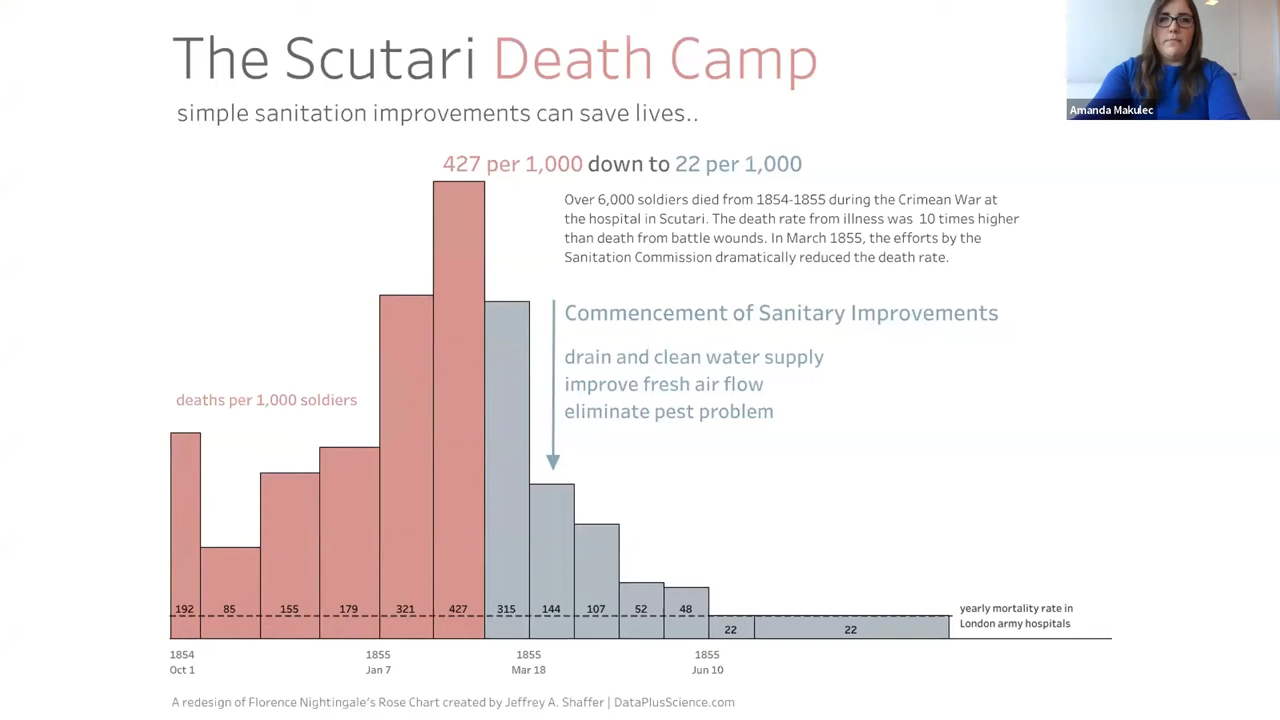 The Scutari Death Camp
simple sanitation improvements can save lives..
Amanda Makulec
427 per 1,000 down to 22 per 1,000
Over 6,000 soldiers died from 1854-1855 during the Crimean War at
the hospital in Scutari. The death rate from illness was 10 times higher
than death from battle wounds. In March 1855, the efforts by the
Sanitation Commission dramatically reduced the death rate.
Commencement of Sanitary Improvements
drain and clean water supply
improve fresh air flow
eliminate pest problem
deaths per 1,000 soldiers
192 85 155 179 321 427 315 144 107 52 48
22 22
yearly mortality rate in
London army hospitals
1854 1855 1855 1855
Oct 1 Jan 7 Mar 18 Jun 10
A redesign of Florence Nightingale's Rose Chart created by Jeffrey A. Shaffer | DataPlusScience.com